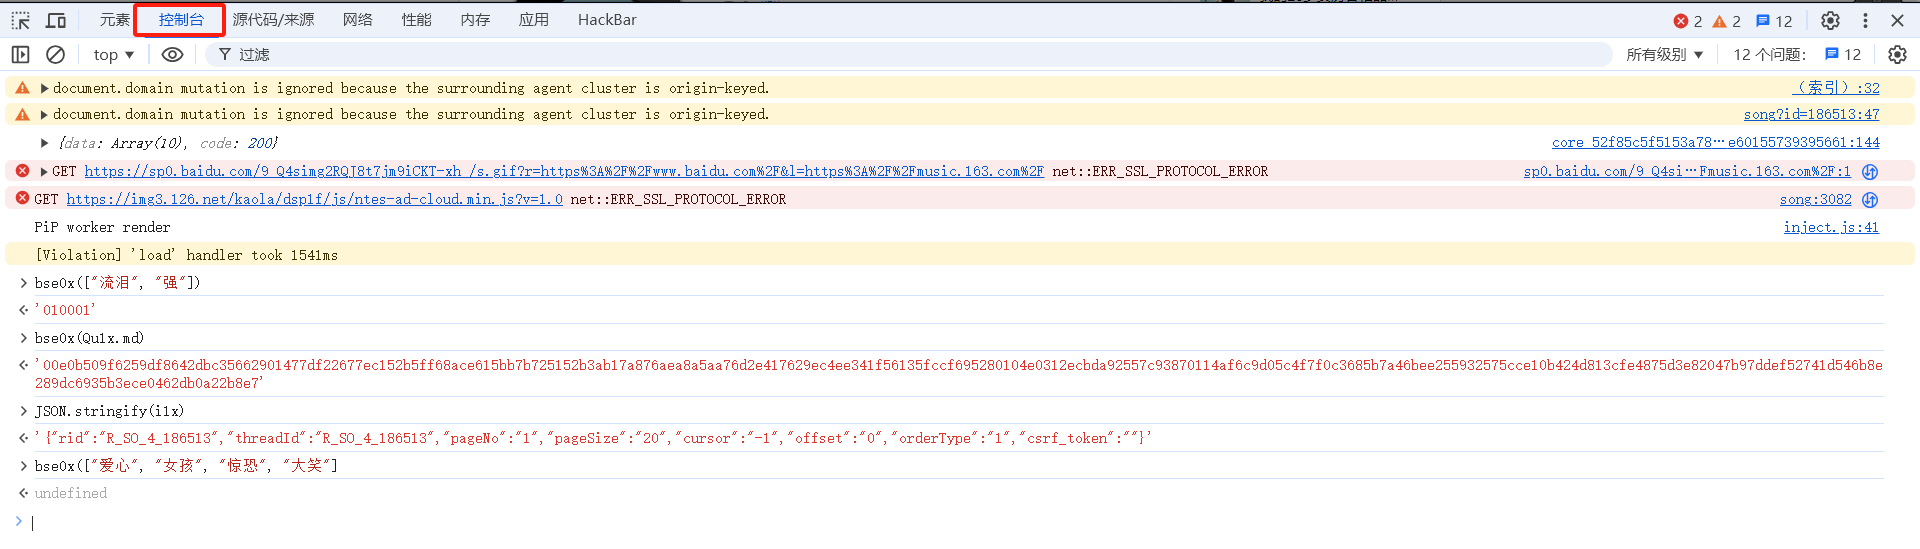 元素 控制台 源代码/来源 网络 性能 内存 应用 HackBar 2 2 12
top ▼ 过滤 所有级别 ▼ 12 个问题: 12
▶document.domain mutation is ignored because the surrounding agent cluster is origin-keyed. （索引）:32
▶document.domain mutation is ignored because the surrounding agent cluster is origin-keyed. song?id=186513:47
▶ {data: Array(10), code: 200} core_52f85c5f5153a78…e60155739395661:144
▶GET https://sp0.baidu.com/9_Q4simg2RQJ8t7jm9iCKT-xh_/s.gif?r=https%3A%2F%2Fwww.baidu.com%2F&l=https%3A%2F%2Fmusic.163.com%2F net::ERR_SSL_PROTOCOL_ERROR sp0.baidu.com/9_Q4si…Fmusic.163.com%2F:1
GET https://img3.126.net/kaola/dsp1f/js/ntes-ad-cloud.min.js?v=1.0 net::ERR_SSL_PROTOCOL_ERROR song:3082
PiP worker render inject.js:41
[Violation] 'load' handler took 1541ms
> bse0x(["流泪", "强"])
'010001'
> bse0x(Qu1x.md)
'00e0b509f6259df8642dbc35662901477df22677ec152b5ff68ace615bb7b725152b3ab17a876aea8a5aa76d2e417629ec4ee341f56135fccf695280104e0312ecbda92557c93870114af6c9d05c4f7f0c3685b7a46bee255932575cce10b424d813cfe4875d3e82047b97ddef52741d546b8e
289dc6935b3ece0462db0a22b8e7'
> JSON.stringify(i1x)
'{"rid":"R_SO_4_186513","threadId":"R_SO_4_186513","pageNo":"1","pageSize":"20","cursor":"-1","offset":"0","orderType":"1","csrf_token":""}'
> bse0x(["爱心", "女孩", "惊恐", "大笑"]
undefined
>